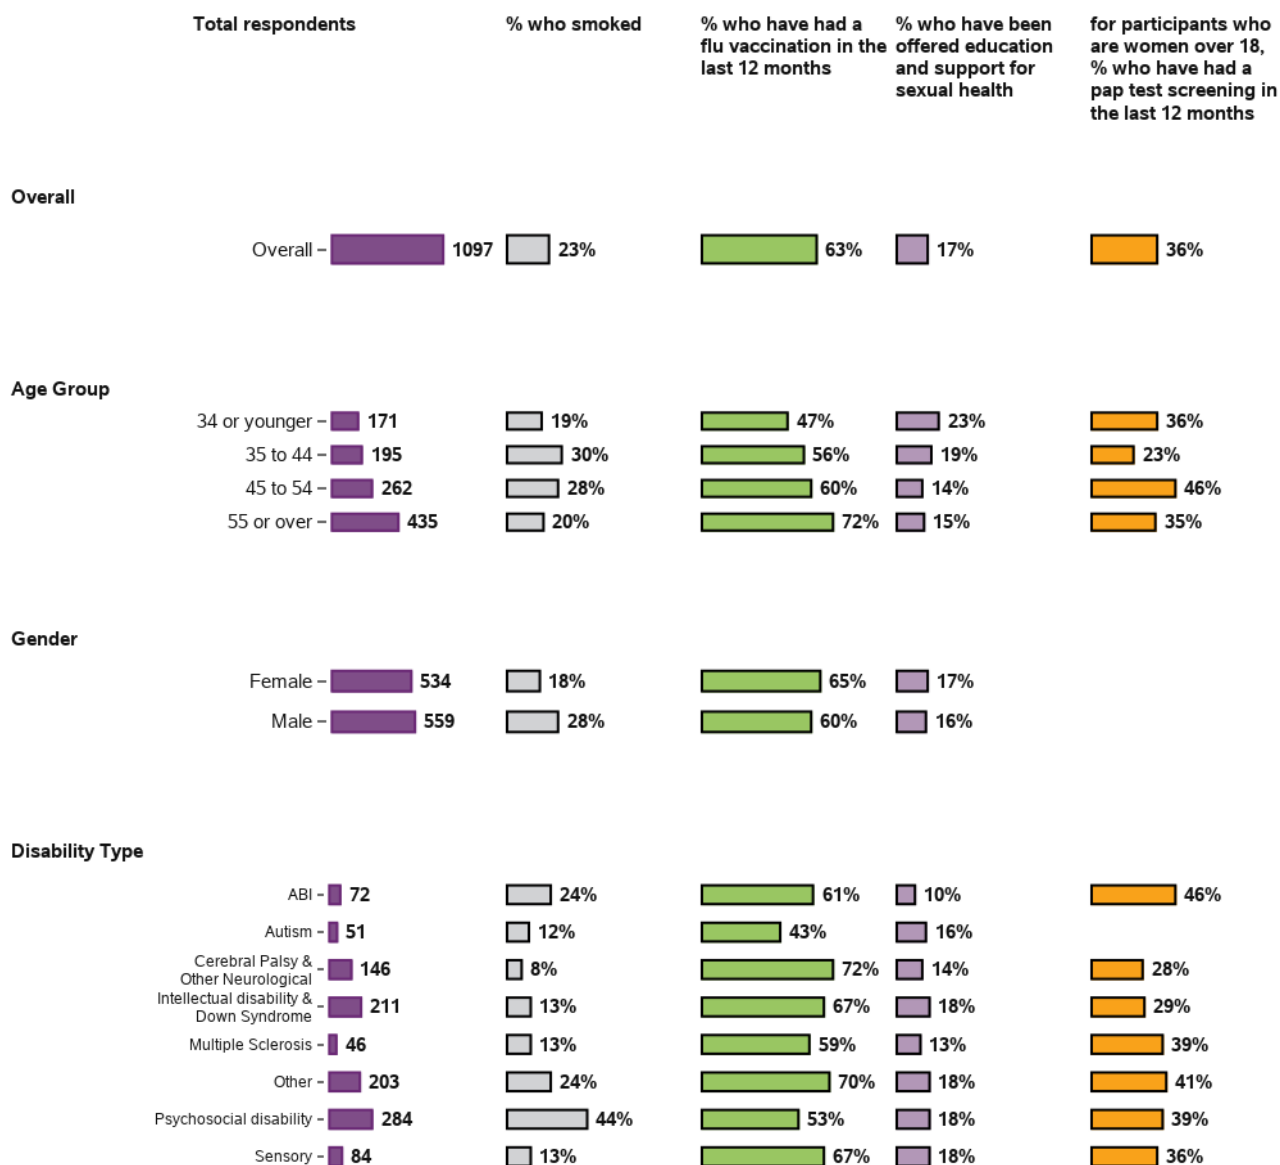 Total respondents
% who smoked
% who have had a
flu vaccination in the
last 12 months
% who have been
offered education
and support for
sexual health
for participants who
are women over 18,
% who have had a
pap test screening in
the last 12 months
Overall
Overall 1097 23% 63% 17% 36%
Age Group
34 or younger 171 19% 47% 23% 36%
35 to 44 195 30% 56% 19% 23%
45 to 54 262 28% 60% 14% 46%
55 or over 435 20% 72% 15% 35%
Gender
Female 534 18% 65% 17%
Male 559 28% 60% 16%
Disability Type
ABI 72 24% 61% 10% 46%
Autism 51 12% 43% 16%
Cerebral Palsy &
Other Neurological 146 8% 72% 14% 28%
Intellectual disability &
Down Syndrome 211 13% 67% 18% 29%
Multiple Sclerosis 46 13% 59% 13% 39%
Other 203 24% 70% 18% 41%
Psychosocial disability 284 44% 53% 18% 39%
Sensory 84 13% 67% 18% 36%